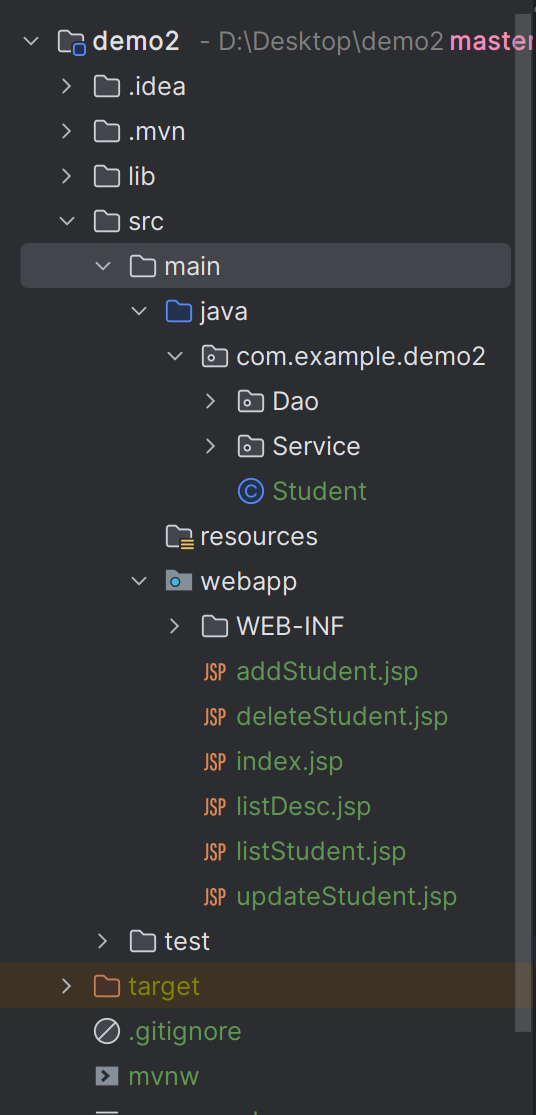 demo2 - D:\Desktop\demo2 master
.idea
.mvn
lib
src
main
java
com.example.demo2
Dao
Service
C Student
resources
webapp
WEB-INF
JSP addStudent.jsp
JSP deleteStudent.jsp
JSP index.jsp
JSP listDesc.jsp
JSP listStudent.jsp
JSP updateStudent.jsp
test
target
.gitignore
mvnw